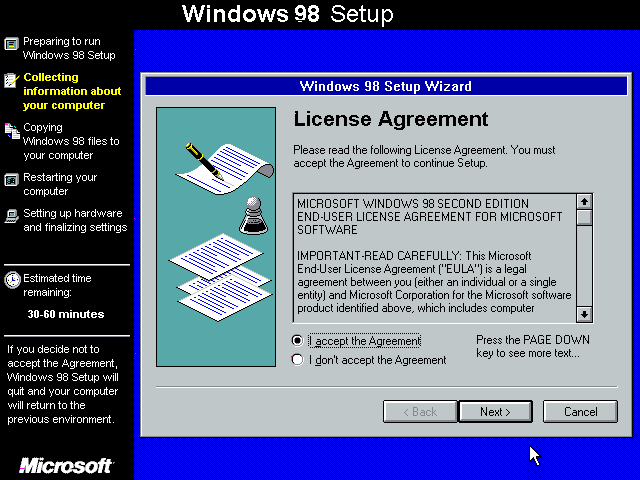 Windows 98 Setup
Preparing to run
Windows 98 Setup
Collecting
information about
your computer
Copying
Windows 98 files to
your computer
Restarting your
computer
Setting up hardware
and finalizing settings
Estimated time
remaining:
30-60 minutes
If you decide not to
accept the Agreement,
Windows 98 Setup will
quit and your computer
will return to the
previous environment.
Microsoft
Windows 98 Setup Wizard
License Agreement
Please read the following License Agreement. You must
accept the Agreement to continue Setup.
MICROSOFT WINDOWS 98 SECOND EDITION
END-USER LICENSE AGREEMENT FOR MICROSOFT
SOFTWARE
IMPORTANT-READ CAREFULLY: This Microsoft
End-User License Agreement ("EULA") is a legal
agreement between you (either an individual or a single
entity) and Microsoft Corporation for the Microsoft software
product identified above, which includes computer
I accept the Agreement
I don't accept the Agreement
Press the PAGE DOWN
key to see more text...
< Back
Next >
Cancel